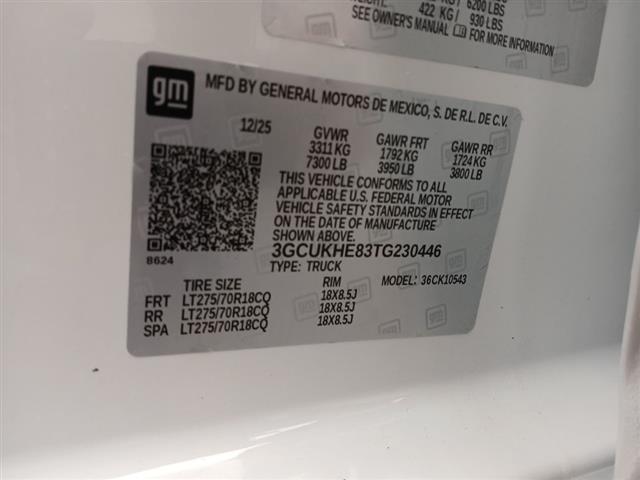 6200 LBS
422 KG/ 930 LBS
SEE OWNER'S MANUAL FOR MORE INFORMATION
gm
MFD BY GENERAL MOTORS DE MEXICO, S. DE R.L. DE C.V.
12/25 GVWR GAWR FRT GAWR RR
3311 KG 1792 KG 1724 KG
7300 LB 3950 LB 3800 LB
THIS VEHICLE CONFORMS TO ALL
APPLICABLE U.S. FEDERAL MOTOR
VEHICLE SAFETY STANDARDS IN EFFECT
ON THE DATE OF MANUFACTURE
SHOWN ABOVE.
8624
3GCUKHE83TG230446
TYPE: TRUCK MODEL: 36CK10543
TIRE SIZE RIM
FRT LT275/70R18CQ 18X8.5J
RR LT275/70R18CQ 18X8.5J
SPA LT275/70R18CQ 18X8.5J